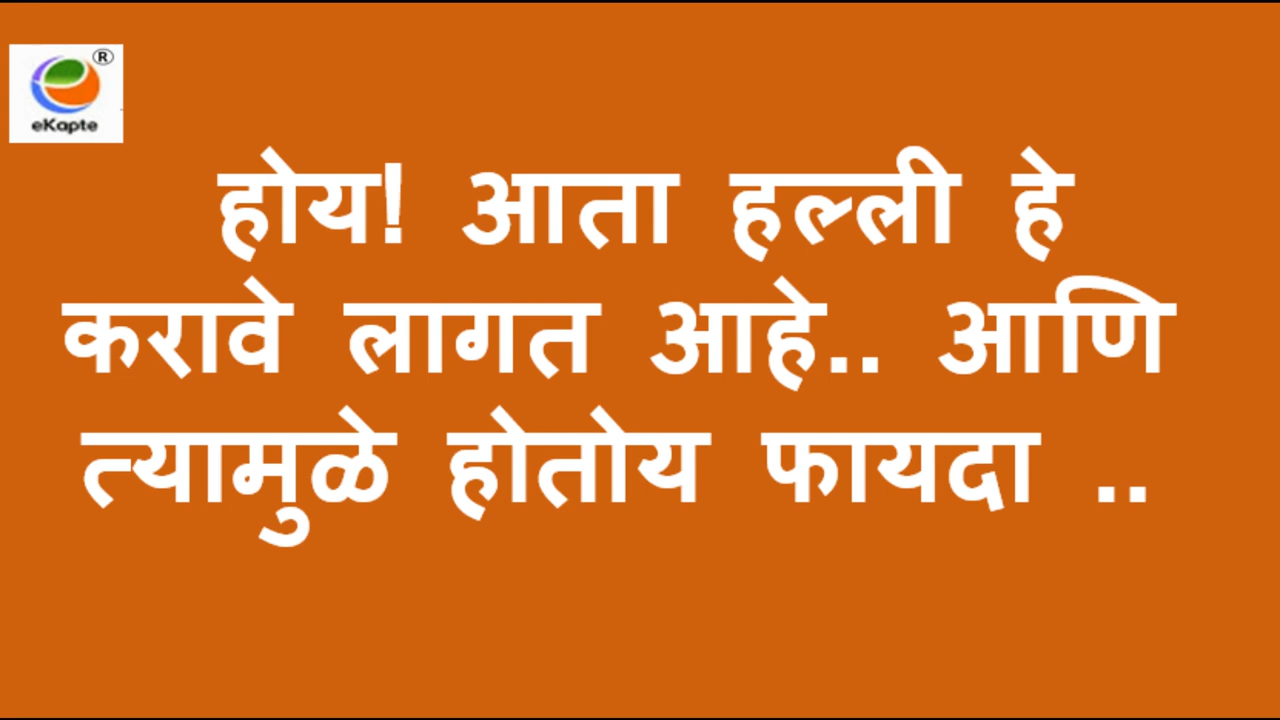 ®
eKapte
होय! आता हल्ली हे
करावे लागत आहे.. आणि
त्यामुळे होतोय फायदा ..